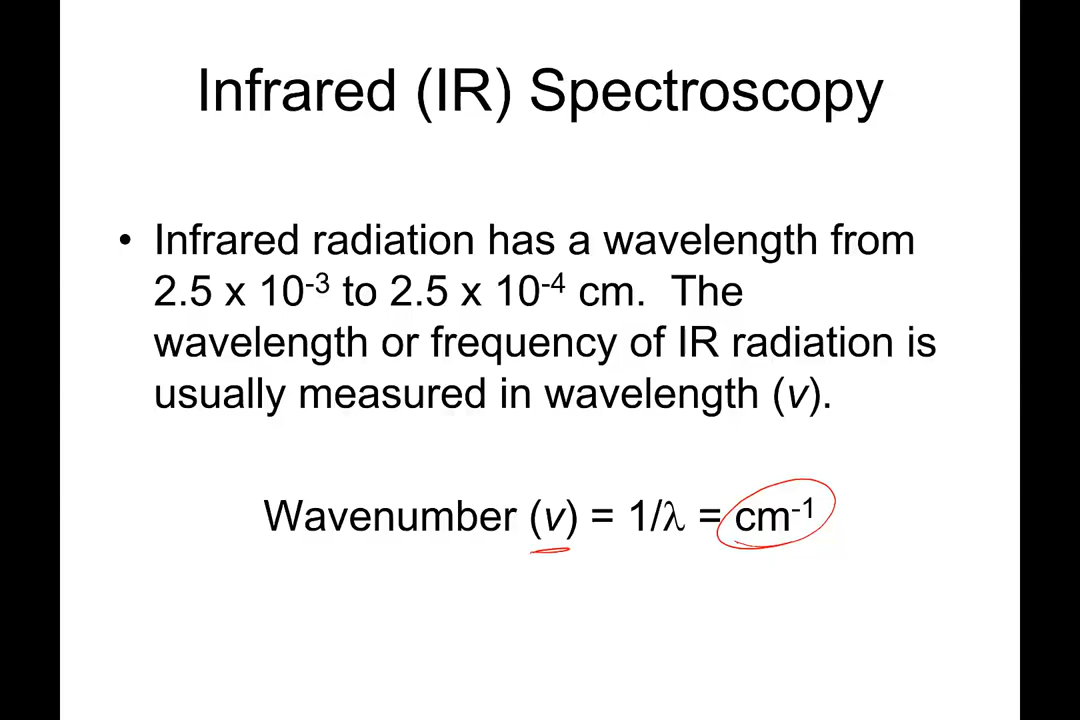 Infrared (IR) Spectroscopy
• Infrared radiation has a wavelength from
2.5 x 10⁻³ to 2.5 x 10⁻⁴ cm. The
wavelength or frequency of IR radiation is
usually measured in wavelength (v).
Wavenumber (v) = 1/λ = cm⁻¹